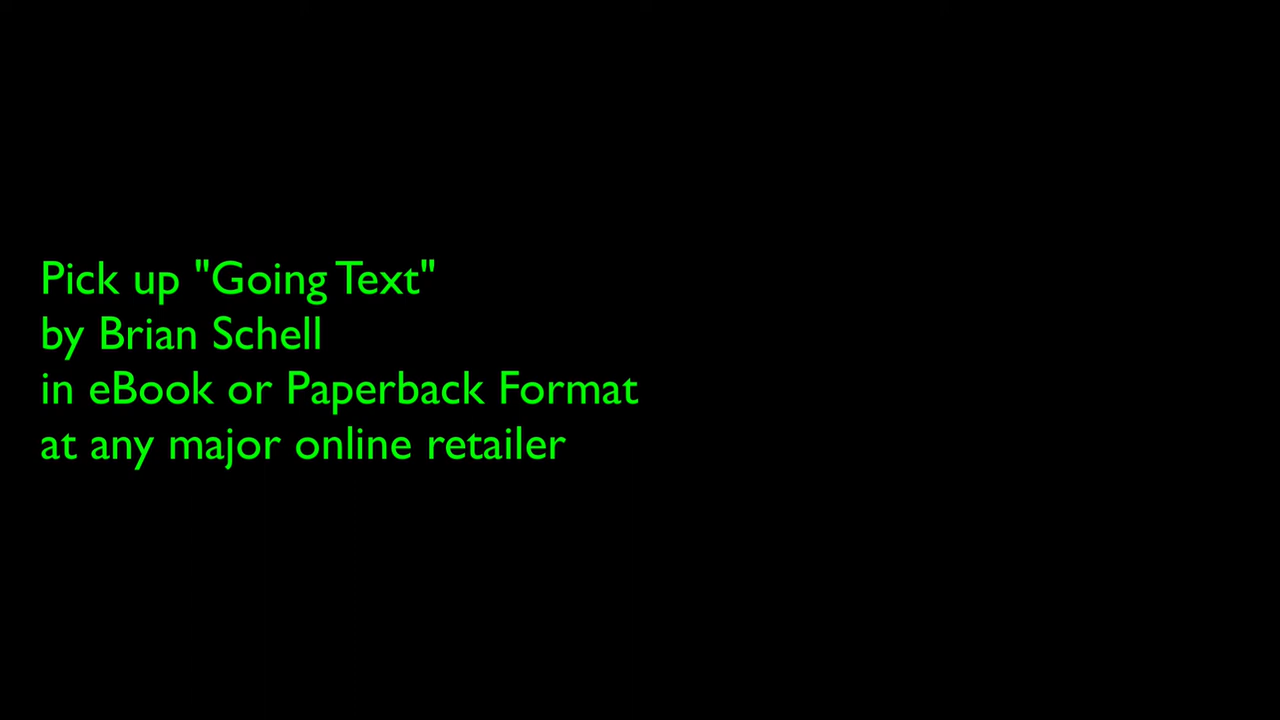 Pick up "Going Text"
by Brian Schell
in eBook or Paperback Format
at any major online retailer